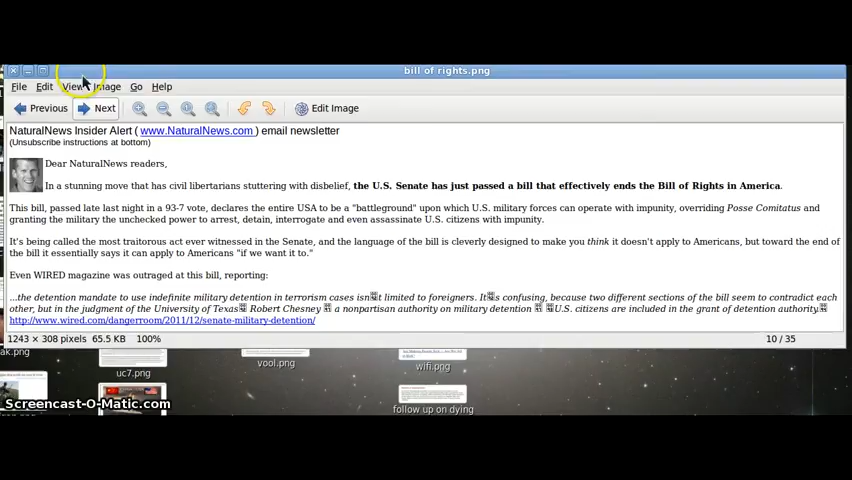 bill of rights.png
File Edit View Image Go Help
Previous Next Edit Image
NaturalNews Insider Alert ( www.NaturalNews.com ) email newsletter
(Unsubscribe instructions at bottom)
Dear NaturalNews readers,
In a stunning move that has civil libertarians stuttering with disbelief, the U.S. Senate has just passed a bill that effectively ends the Bill of Rights in America.
This bill, passed late last night in a 93-7 vote, declares the entire USA to be a "battleground" upon which U.S. military forces can operate with impunity, overriding Posse Comitatus and
granting the military the unchecked power to arrest, detain, interrogate and even assassinate U.S. citizens with impunity.
It's being called the most traitorous act ever witnessed in the Senate, and the language of the bill is cleverly designed to make you think it doesn't apply to Americans, but toward the end of
the bill it essentially says it can apply to Americans "if we want it to."
Even WIRED magazine was outraged at this bill, reporting:
...the detention mandate to use indefinite military detention in terrorism cases isn t limited to foreigners. It s confusing, because two different sections of the bill seem to contradict each
other, but in the judgment of the University of Texas Robert Chesney a nonpartisan authority on military detention U.S. citizens are included in the grant of detention authority.
http://www.wired.com/dangerroom/2011/12/senate-military-detention/
1243 × 308 pixels 65.5 KB 100% 10 / 35
ak.png
uc7.png
vool.png
wifi.png
follow up on dying
Screencast-O-Matic.com